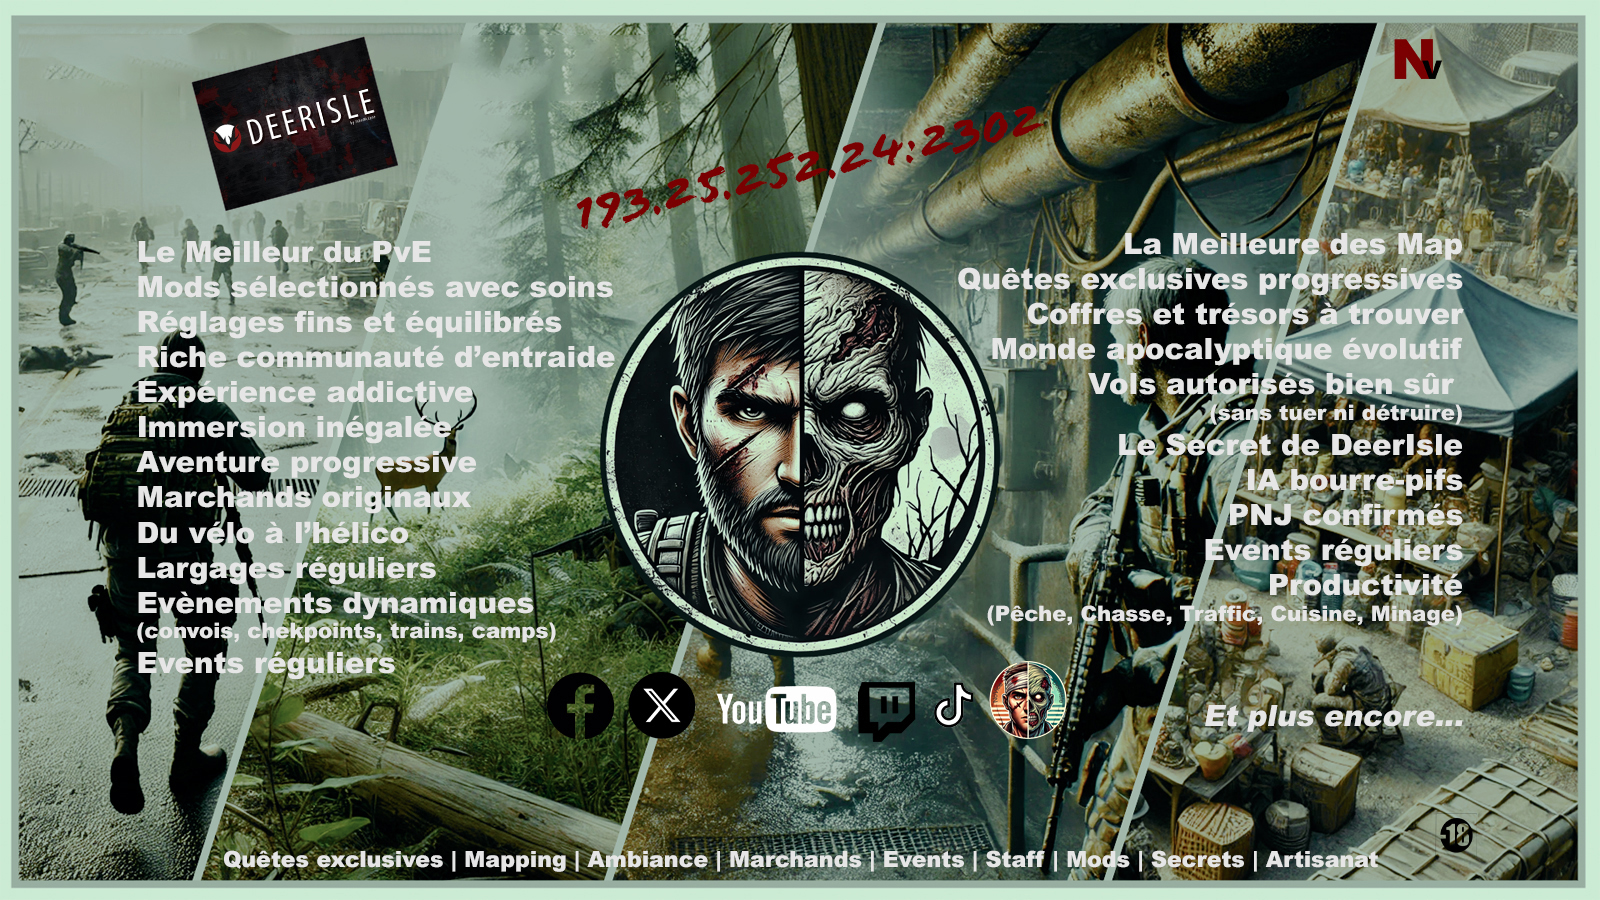 DEERISLE
Nv
193.25.252.24:2302
Le Meilleur du PvE
Mods sélectionnés avec soins
Réglages fins et équilibrés
Riche communauté d'entraide
Expérience addictive
Immersion inégalée
Aventure progressive
Marchands originaux
Du vélo à l'hélico
Largages réguliers
Evènements dynamiques
(convois, chekpoints, trains, camps)
Events réguliers
La Meilleure des Map
Quêtes exclusives progressives
Coffres et trésors à trouver
Monde apocalyptique évolutif
Vols autorisés bien sûr
(sans tuer ni détruire)
Le Secret de DeerIsle
IA bourre-pifs
PNJ confirmés
Events réguliers
Productivité
(Pêche, Chasse, Traffic, Cuisine, Minage)
YouTube
Et plus encore...
-18
Quêtes exclusives | Mapping | Ambiance | Marchands | Events | Staff | Mods | Secrets | Artisanat